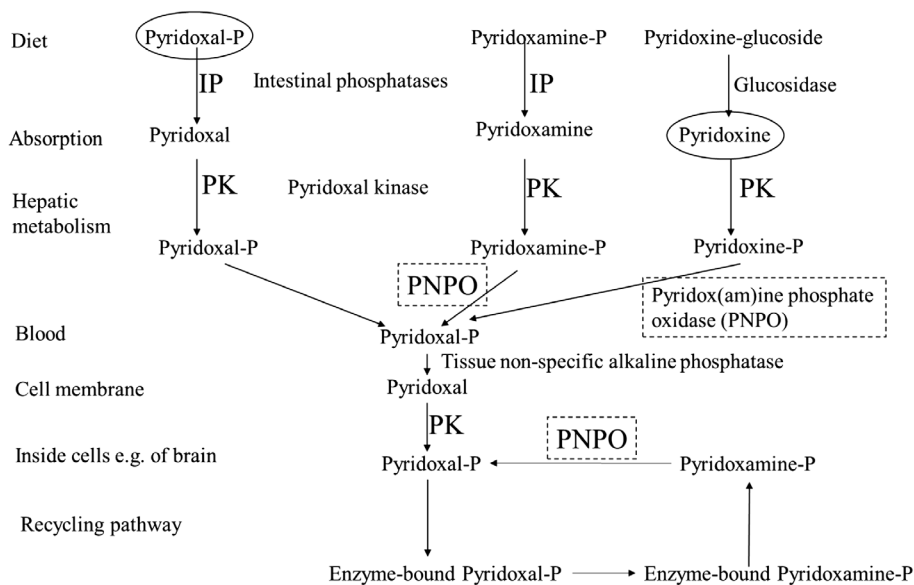 Diet
Pyridoxal-P
Pyridoxamine-P
Pyridoxine-glucoside
IP
Intestinal phosphatases
IP
Glucosidase
Absorption
Pyridoxal
Pyridoxamine
Pyridoxine
PK
Pyridoxal kinase
PK
PK
Hepatic
metabolism
Pyridoxal-P
Pyridoxamine-P
Pyridoxine-P
PNPO
Pyridox(am)ine phosphate
oxidase (PNPO)
Blood
Pyridoxal-P
Tissue non-specific alkaline phosphatase
Cell membrane
Pyridoxal
PK
PNPO
Inside cells e.g. of brain
Pyridoxal-P
Pyridoxamine-P
Recycling pathway
Enzyme-bound Pyridoxal-P
Enzyme-bound Pyridoxamine-P